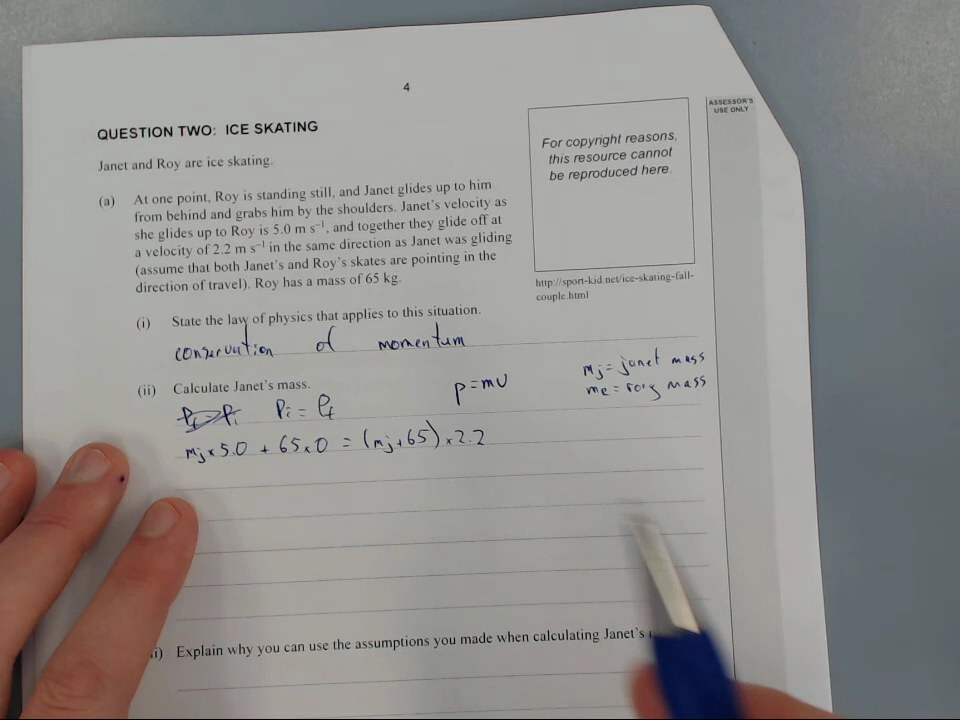 4
ASSESSOR'S
USE ONLY
QUESTION TWO: ICE SKATING
For copyright reasons,
this resource cannot
be reproduced here.
Janet and Roy are ice skating.
(a) At one point, Roy is standing still, and Janet glides up to him
from behind and grabs him by the shoulders. Janet's velocity as
she glides up to Roy is 5.0 m s⁻¹, and together they glide off at
a velocity of 2.2 m s⁻¹ in the same direction as Janet was gliding
(assume that both Janet's and Roy's skates are pointing in the
direction of travel). Roy has a mass of 65 kg.
http://sport-kid.net/ice-skating-fall-
couple.html
(i) State the law of physics that applies to this situation.
conservation of momentum
(ii) Calculate Janet's mass.
p=mv
mj = janet mass
Pi = Pf
mj x 5.0 + 65 x 0 = (mj + 65) x 2.2
Explain why you can use the assumptions you made when calculating Janet's